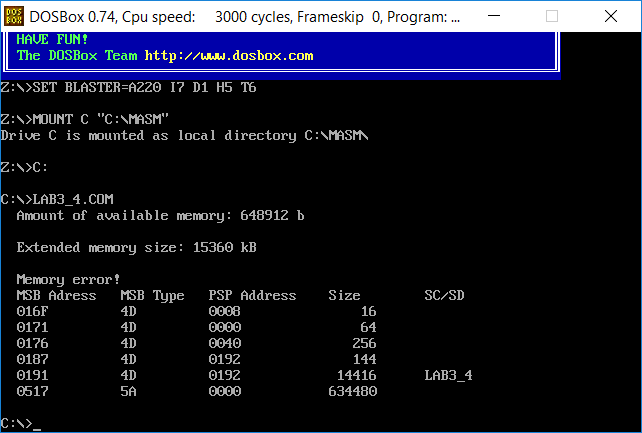 DOSBox 0.74, Cpu speed: 3000 cycles, Frameskip 0, Program: ...
HAVE FUN!
The DOSBox Team http://www.dosbox.com
Z:\>SET BLASTER=A220 I7 D1 H5 T6
Z:\>MOUNT C "C:\MASM"
Drive C is mounted as local directory C:\MASM\
Z:\>C:
C:\>LAB3_4.COM
Amount of available memory: 648912 b
Extended memory size: 15360 kB
Memory error!
MSB Adress MSB Type PSP Address Size SC/SD
016F 4D 0008 16
0171 4D 0000 64
0176 4D 0040 256
0187 4D 0192 144
0191 4D 0192 14416 LAB3_4
0517 5A 0000 634480
C:\>_